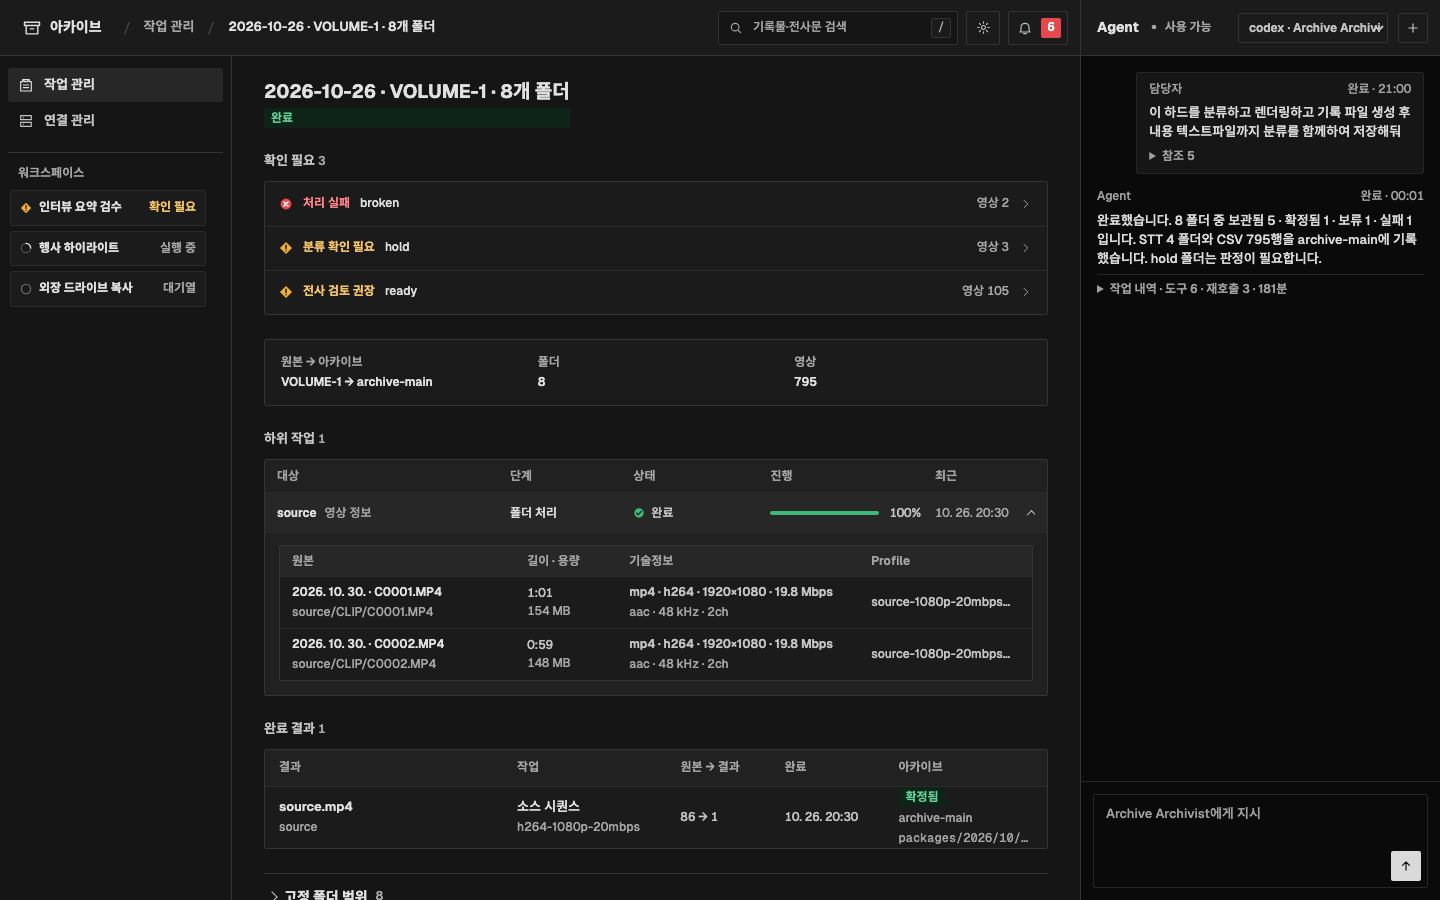 아카이브 / 작업 관리 / 2026-10-26 · VOLUME-1 · 8개 폴더
기록물·전사문 검색 /
6
작업 관리
연결 관리
워크스페이스
인터뷰 요약 검수 확인 필요
행사 하이라이트 실행 중
외장 드라이브 복사 대기열
2026-10-26 · VOLUME-1 · 8개 폴더
완료
확인 필요 3
처리 실패 broken 영상 2
분류 확인 필요 hold 영상 3
전사 검토 권장 ready 영상 105
원본 → 아카이브 폴더 영상
VOLUME-1 → archive-main 8 795
하위 작업 1
대상 단계 상태 진행 최근
source 영상 정보 폴더 처리 완료 100% 10. 26. 20:30
원본 길이 · 용량 기술정보 Profile
2026. 10. 30. · C0001.MP4 1:01 mp4 · h264 · 1920×1080 · 19.8 Mbps source-1080p-20mbps…
source/CLIP/C0001.MP4 154 MB aac · 48 kHz · 2ch
2026. 10. 30. · C0002.MP4 0:59 mp4 · h264 · 1920×1080 · 19.8 Mbps source-1080p-20mbps…
source/CLIP/C0002.MP4 148 MB aac · 48 kHz · 2ch
완료 결과 1
결과 작업 원본 → 결과 완료 아카이브
source.mp4 소스 시퀀스 86 → 1 10. 26. 20:30 확정됨
source h264-1080p-20mbps archive-main
packages/2026/10/…
고정 폴더 범위 8
Agent • 사용 가능 codex · Archive Archiv +
담당자 완료 · 21:00
이 하드를 분류하고 렌더링하고 기록 파일 생성 후
내용 텍스트파일까지 분류를 함께하여 저장해둬
참조 5
Agent 완료 · 00:01
완료했습니다. 8 폴더 중 보관됨 5 · 확정됨 1 · 보류 1 · 실패 1
입니다. STT 4 폴더와 CSV 795행을 archive-main에 기록
했습니다. hold 폴더는 판정이 필요합니다.
작업 내역 · 도구 6 · 재호출 3 · 181분
Archive Archivist에게 지시